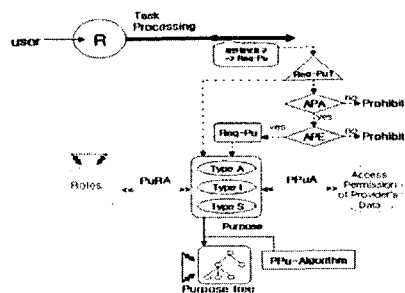 Task
Processing
user
R
-> Req-Pu
Req-Pu?
APA
no
Prohibit
yes
Req-Pu
yes
APE
no
Prohibit
Roles
PuRA
Type A
Type I
Type S
PPuA
Access
Permission
of Provider's
Data
Purpose
PPu-Algorithm
Purpose tree